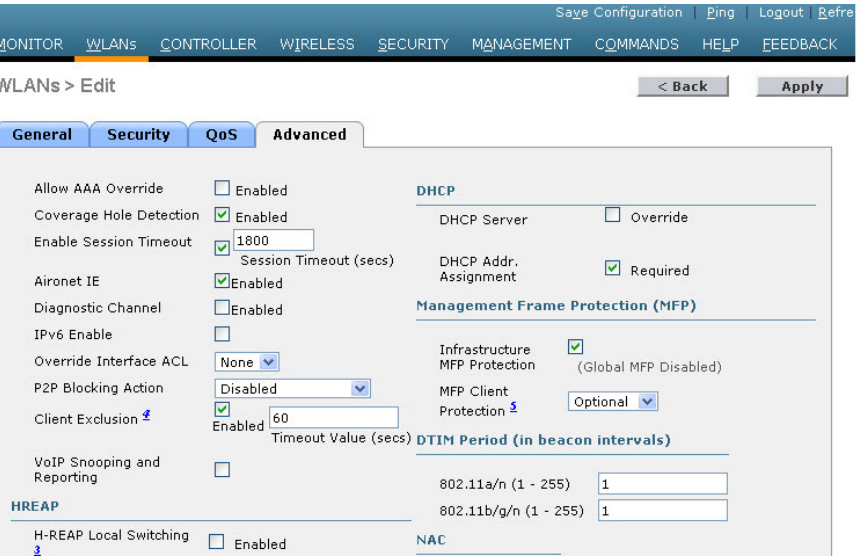 Save Configuration | Ping | Logout | Refre
MONITOR WLANs CONTROLLER WIRELESS SECURITY MANAGEMENT COMMANDS HELP FEEDBACK
WLANs > Edit
< Back
Apply
General Security QoS Advanced
Allow AAA Override Enabled
Coverage Hole Detection Enabled
Enable Session Timeout 1800
Session Timeout (secs)
Aironet IE Enabled
Diagnostic Channel Enabled
IPv6 Enable
Override Interface ACL None
P2P Blocking Action Disabled
Client Exclusion 4 Enabled 60
Timeout Value (secs)
VoIP Snooping and
Reporting
HREAP
H-REAP Local Switching
3
Enabled
DHCP
DHCP Server Override
DHCP Addr.
Assignment Required
Management Frame Protection (MFP)
Infrastructure
MFP Protection (Global MFP Disabled)
MFP Client
Protection 5 Optional
DTIM Period (in beacon intervals)
802.11a/n (1 - 255) 1
802.11b/g/n (1 - 255) 1
NAC